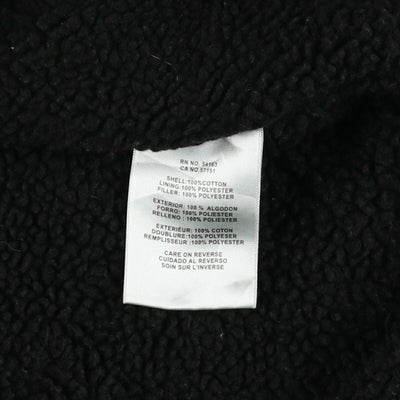 RN NO. 54163
CA NO.57151
SHELL:100%COTTON
LINING:100% POLYESTER
FILLER: 100% POLYESTER
EXTERIOR: 100 % ALGODON
FORRO: 100% POLIESTER
RELLENO : 100% POLIESTER
EXTERIEUR: 100% COTON
DOUBLURE:100% POLYESTER
REMPLISSEUR: 100% POLYESTER
CARE ON REVERSE
CUIDADO AL REVERSO
SOIN SUR L'INVERSE